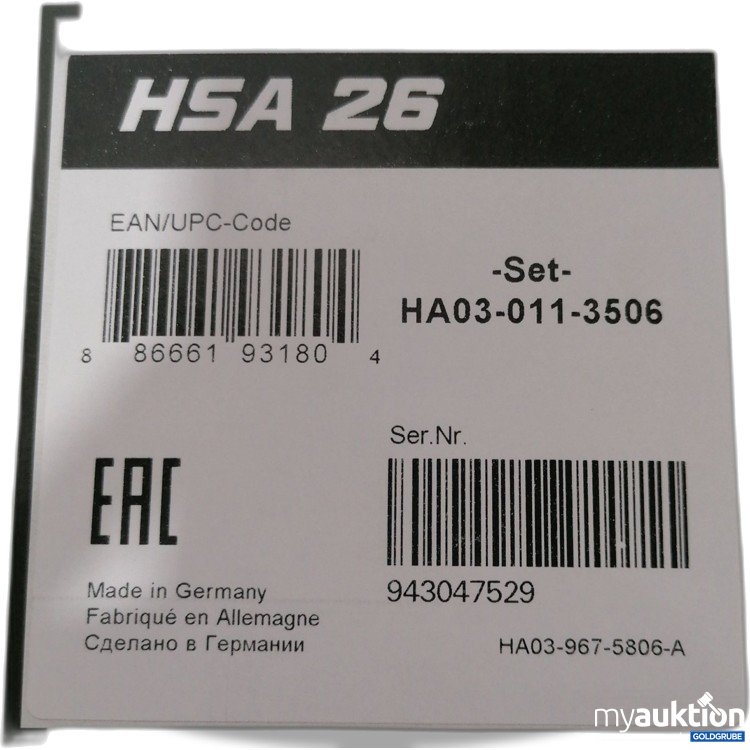 HSA 26
EAN/UPC-Code
8 86661 93180 4
-Set-
HA03-011-3506
Ser.Nr.
943047529
EAC
Made in Germany
Fabriqué en Allemagne
Сделано в Германии
HA03-967-5806-A
myauktion
GOLDGRUBE